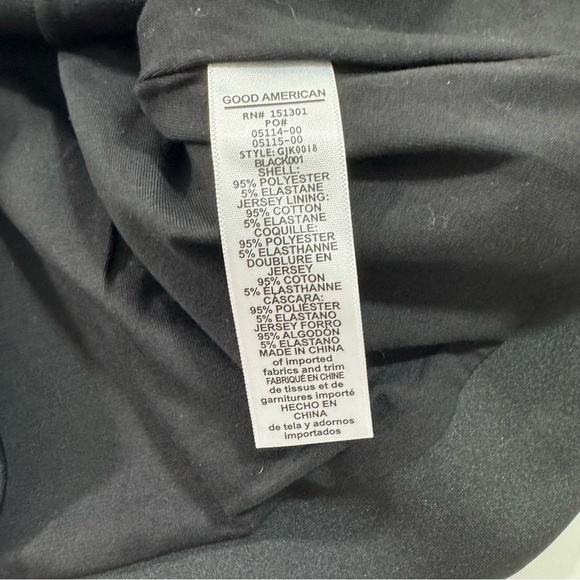 GOOD AMERICAN
RN# 151301
PO#
05114-00
05115-00
STYLE: GJK0018
BLACK001
SHELL:
95% POLYESTER
5% ELASTANE
JERSEY LINING:
95% COTTON
5% ELASTANE
COQUILLE:
95% POLYESTER
5% ÉLASTHANNE
DOUBLURE EN
JERSEY
95% COTON
5% ÉLASTHANNE
CÁSCARA:
95% POLIÉSTER
5% ELASTANO
JERSEY FORRO
95% ALGODÓN
5% ELASTANO
MADE IN CHINA
of imported
fabrics and trim
FABRIQUÉ EN CHINE
de tissus et de
garnitures importé
HECHO EN
CHINA
de tela y adornos
importados